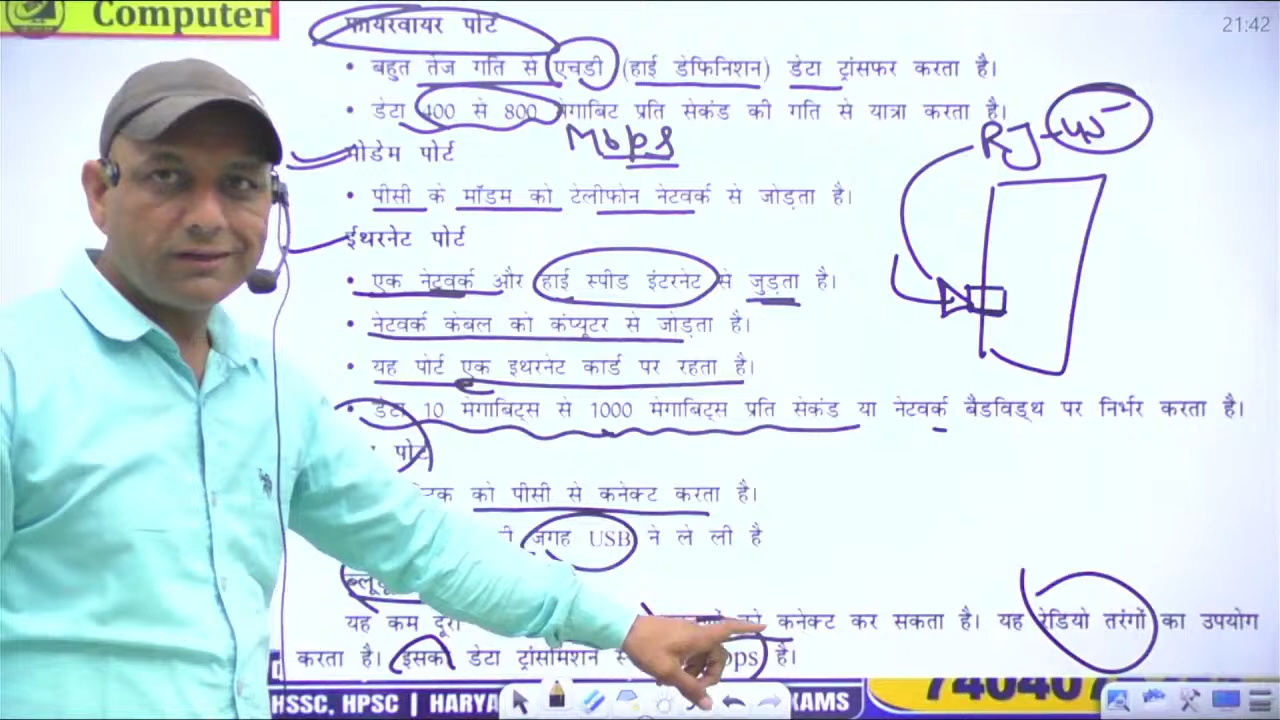 Computer
21:42
फायरवायर पोर्ट
• बहुत तेज गति से एचडी (हाई डेफिनिशन) डेटा ट्रांसफर करता है।
• डेटा 400 से 800 मेगाबिट प्रति सेकंड की गति से यात्रा करता है।
Mbps
RJ-45
मोडेम पोर्ट
• पीसी के मॉडम को टेलीफोन नेटवर्क से जोड़ता है।
ईथरनेट पोर्ट
• एक नेटवर्क और हाई स्पीड इंटरनेट से जुड़ता है।
• नेटवर्क केबल को कंप्यूटर से जोड़ता है।
• यह पोर्ट एक इथरनेट कार्ड पर रहता है।
• डेटा 10 मेगाबिट्स से 1000 मेगाबिट्स प्रति सेकंड या नेटवर्क बैडविड्थ पर निर्भर करता है।
पोर्ट
को पीसी से कनेक्ट करता है।
जगह USB ने ले ली है
यह कम दूरी को कनेक्ट कर सकता है। यह रेडियो तरंगों का उपयोग
करता है। इसकी डेटा ट्रांसमिशन है।
HSSC, HPSC | HARYA XAMS